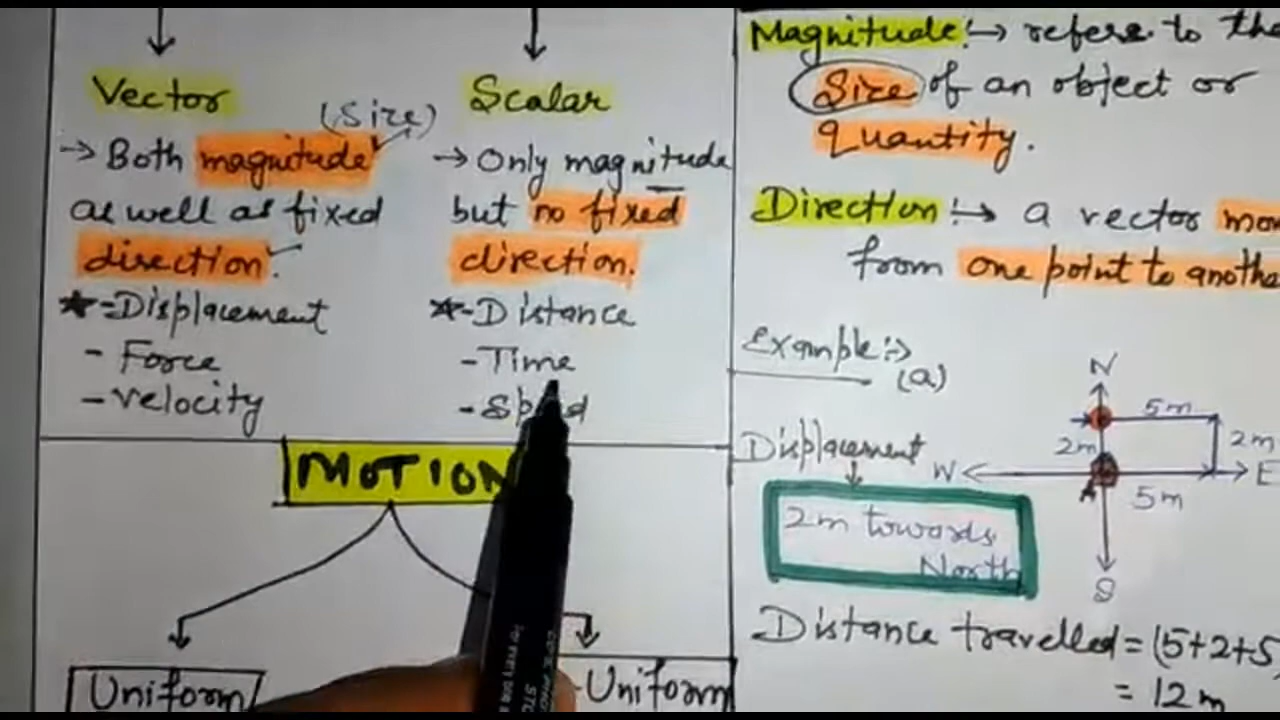 Vector
(Size)
→ Both magnitude
as well as fixed
direction.
★-Displacement
- Force
- Velocity
Scalar
→ Only magnitude
but no fixed
direction.
★-Distance
- Time
MOTION
Uniform
-Uniform
Magnitude:→ refers to the
Size of an object or
quantity.
Direction:→ a vector
from one point to
Example:→
(a)
Displacement
2m towards
North
N
5m
2m
2m
W
E
A
5m
S
Distance travelled = (5+2+5
= 12m